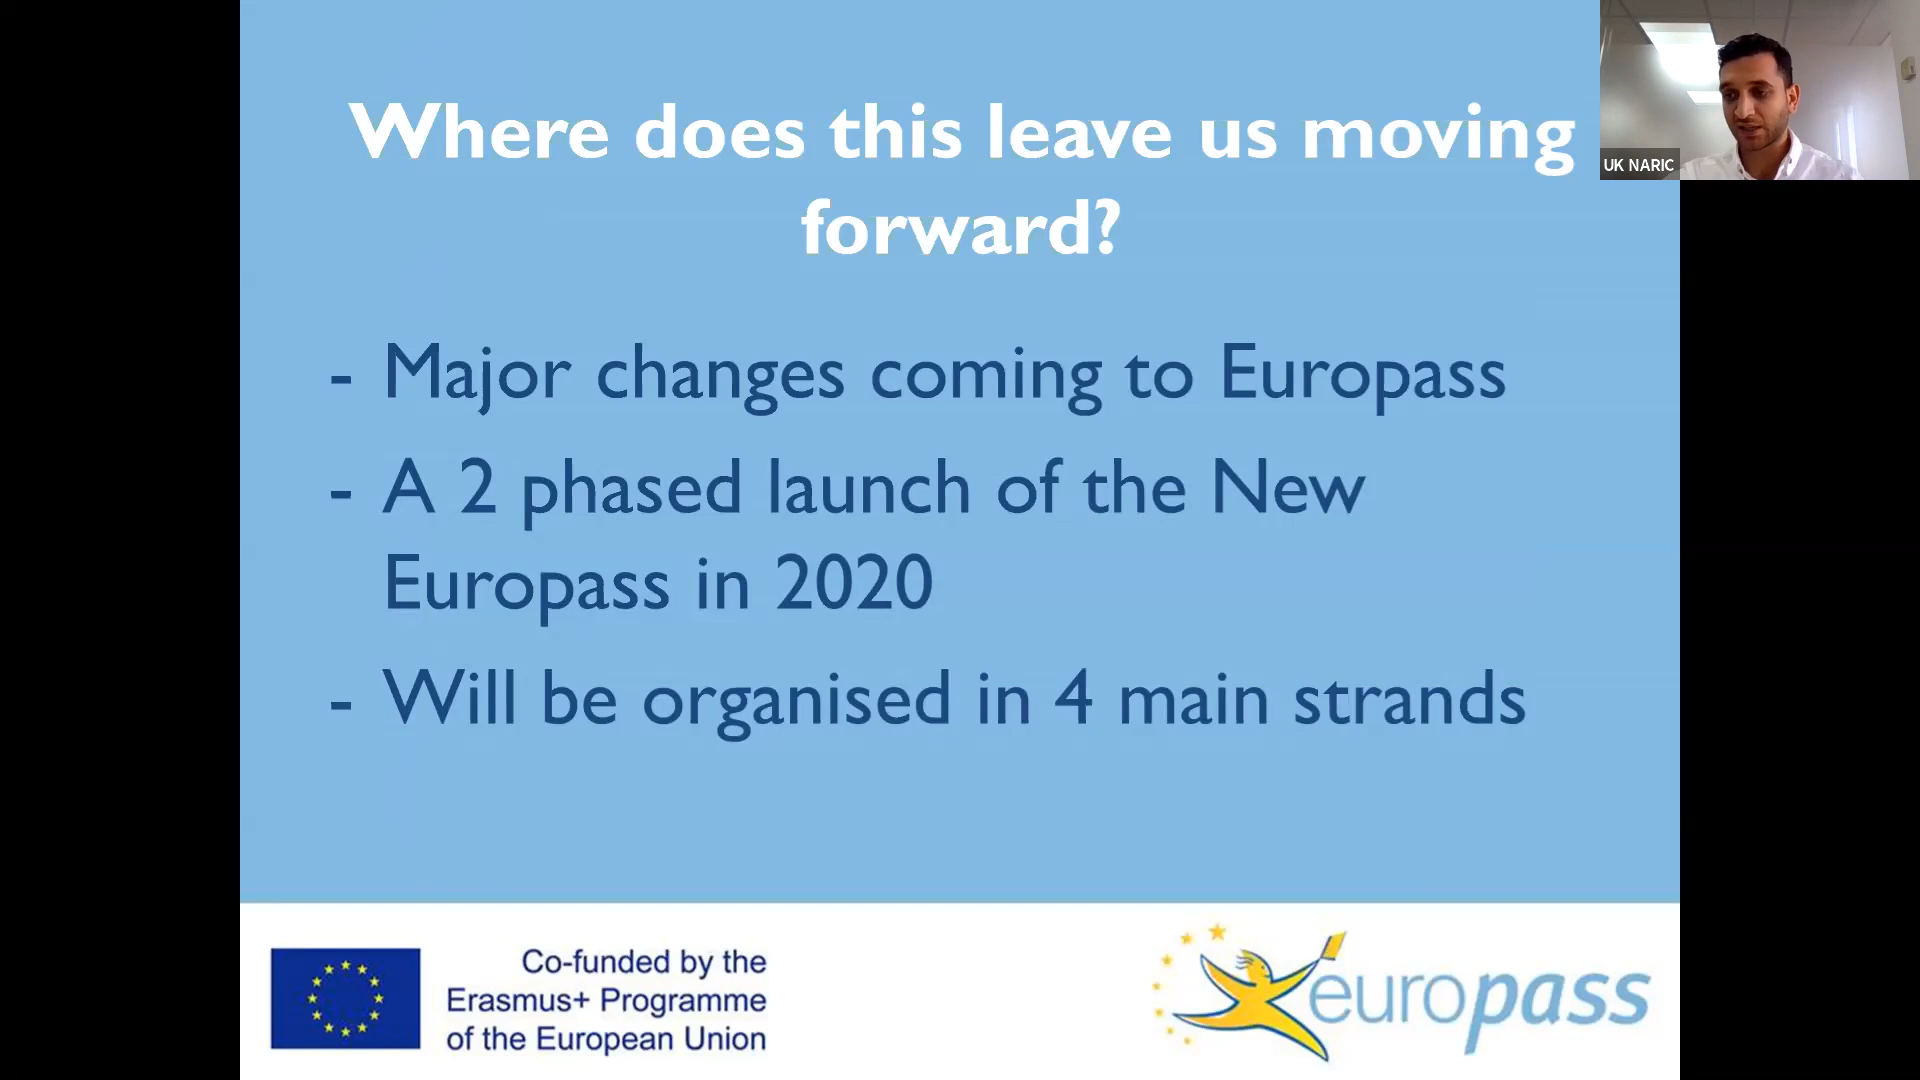 Where does this leave us moving
forward?
UK NARIC
- Major changes coming to Europass
- A 2 phased launch of the New
Europass in 2020
- Will be organised in 4 main strands
Co-funded by the
Erasmus+ Programme
of the European Union
europass